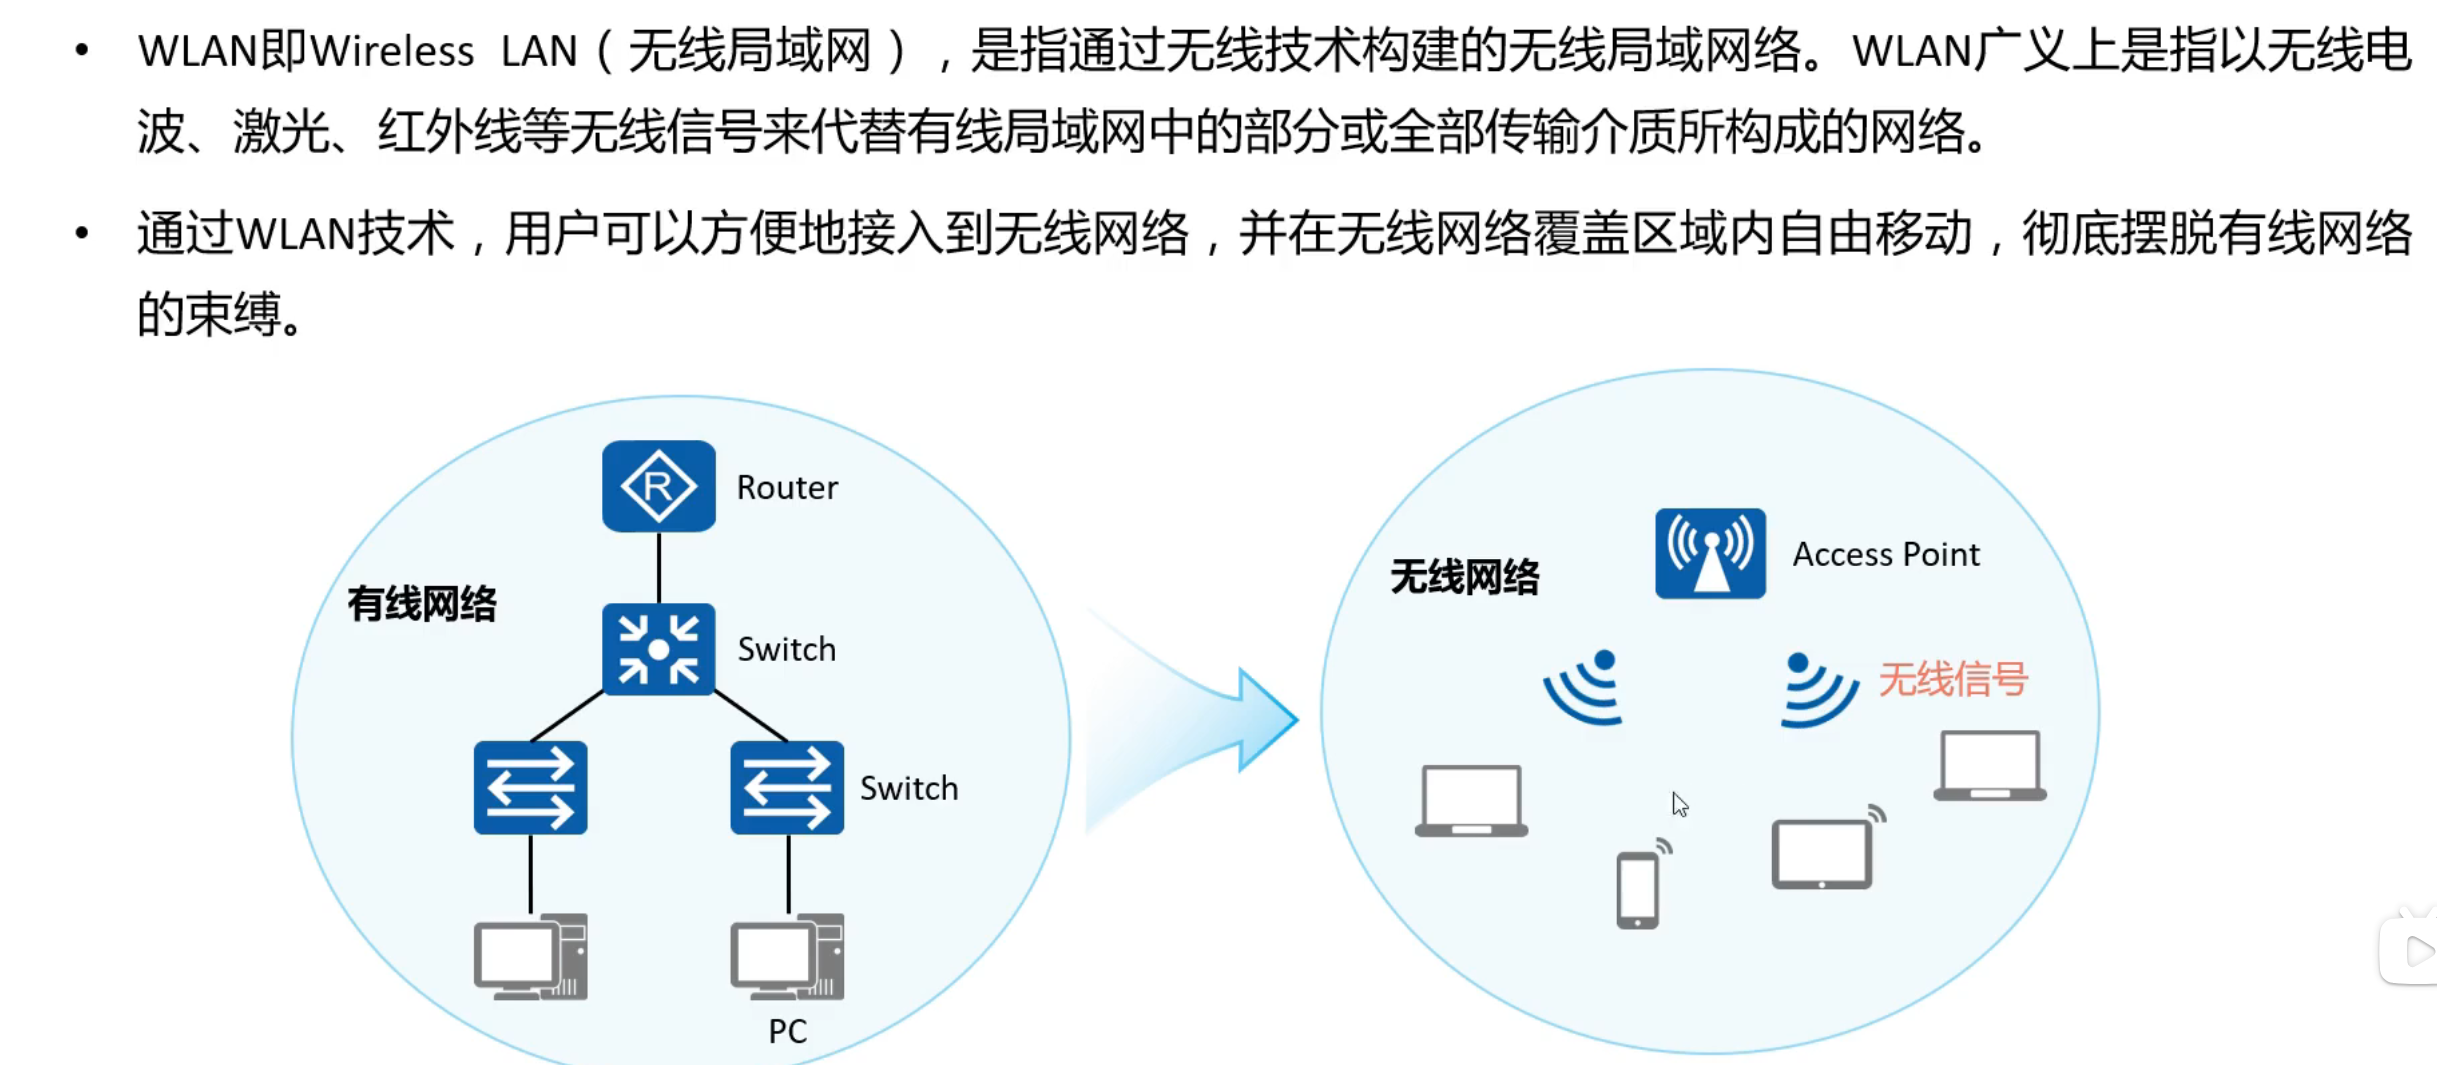 • WLAN即Wireless LAN（无线局域网），是指通过无线技术构建的无线局域网络。WLAN广义上是指以无线电
波、激光、红外线等无线信号来代替有线局域网中的部分或全部传输介质所构成的网络。
• 通过WLAN技术，用户可以方便地接入到无线网络，并在无线网络覆盖区域内自由移动，彻底摆脱有线网络
的束缚。
R
Router
有线网络
Switch
Switch
PC
Access Point
无线网络
无线信号